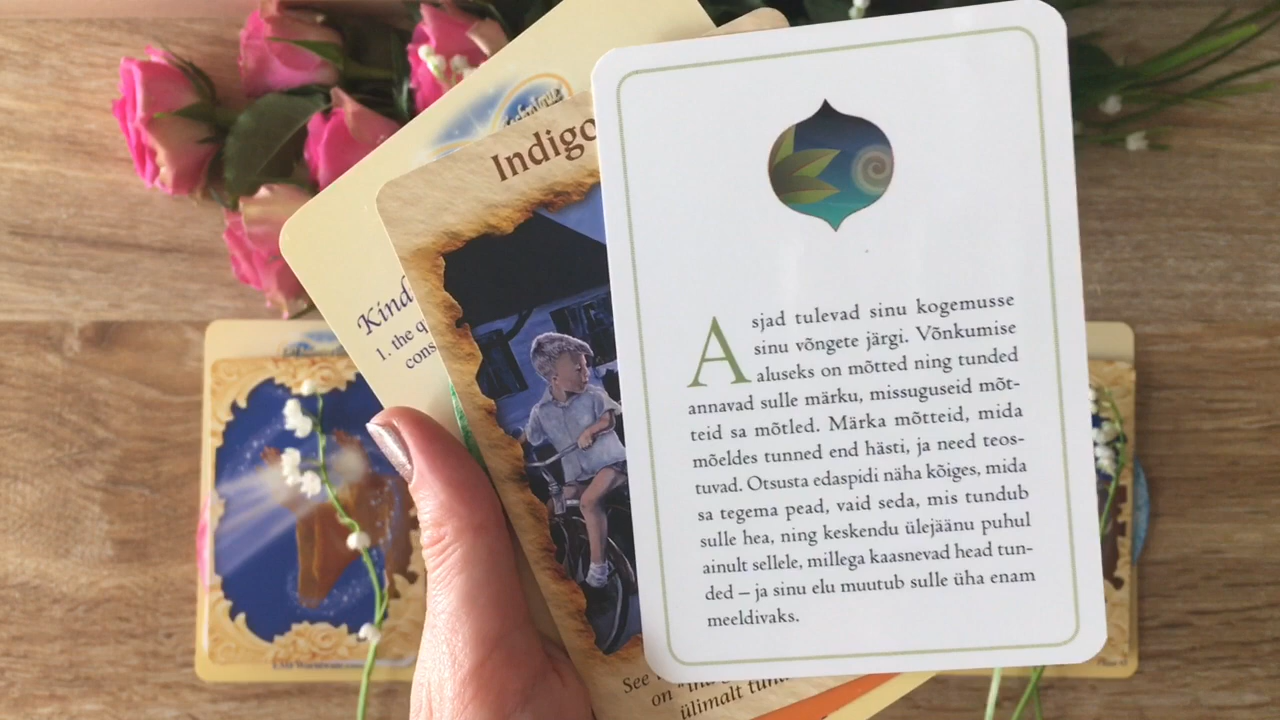 Indigo
Kind
1. the q
cons
Asjad tulevad sinu kogemusse
sinu võngete järgi. Võnkumise
aluseks on mõtted ning tunded
annavad sulle märku, missuguseid mõt-
teid sa mõtled. Märka mõtteid, mida
mõeldes tunned end hästi, ja need teos-
tuvad. Otsusta edaspidi näha kõiges, mida
sa tegema pead, vaid seda, mis tundub
sulle hea, ning keskendu ülejäänu puhul
ainult sellele, millega kaasnevad head tun-
ded – ja sinu elu muutub sulle üha enam
meeldivaks.
See
on "ind
ülimalt